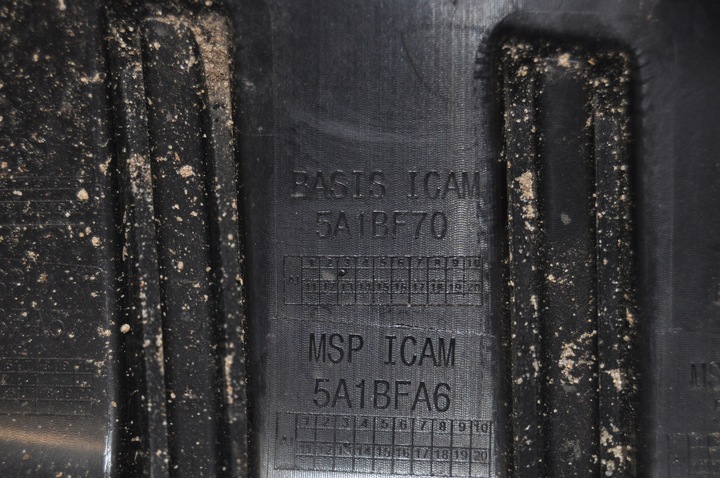 BASIS ICAM
5A1BF70
A1 1 2 3 4 5 6 7 8 9 10
11 12 13 14 15 16 17 18 19 20
MSP ICAM
5A1BFA6
A1 1 2 3 4 5 6 7 8 9 10
11 12 13 14 15 16 17 18 19 20